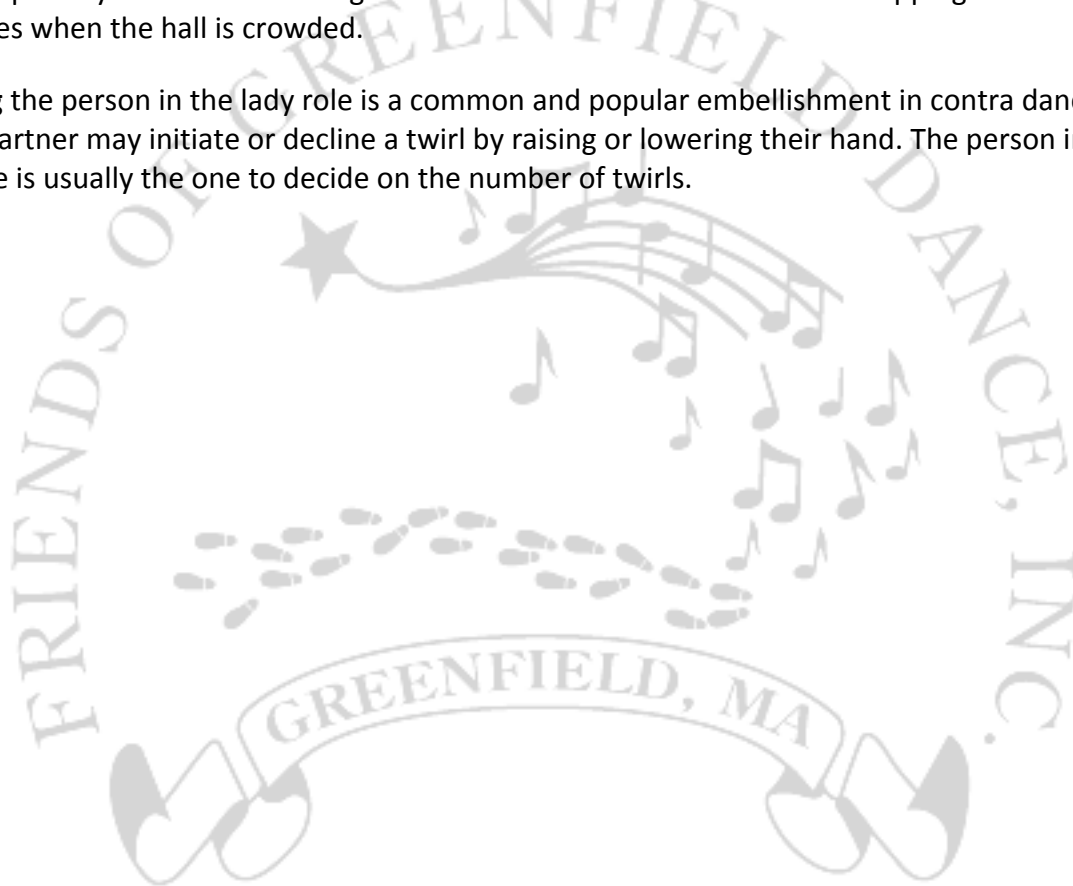 es when the hall is crowded.
g the person in the lady role is a common and popular embellishment in contra danc
artner may initiate or decline a twirl by raising or lowering their hand. The person i
e is usually the one to decide on the number of twirls.
FRIENDS OF GREENFIELD DANCE, INC.
GREENFIELD, MA